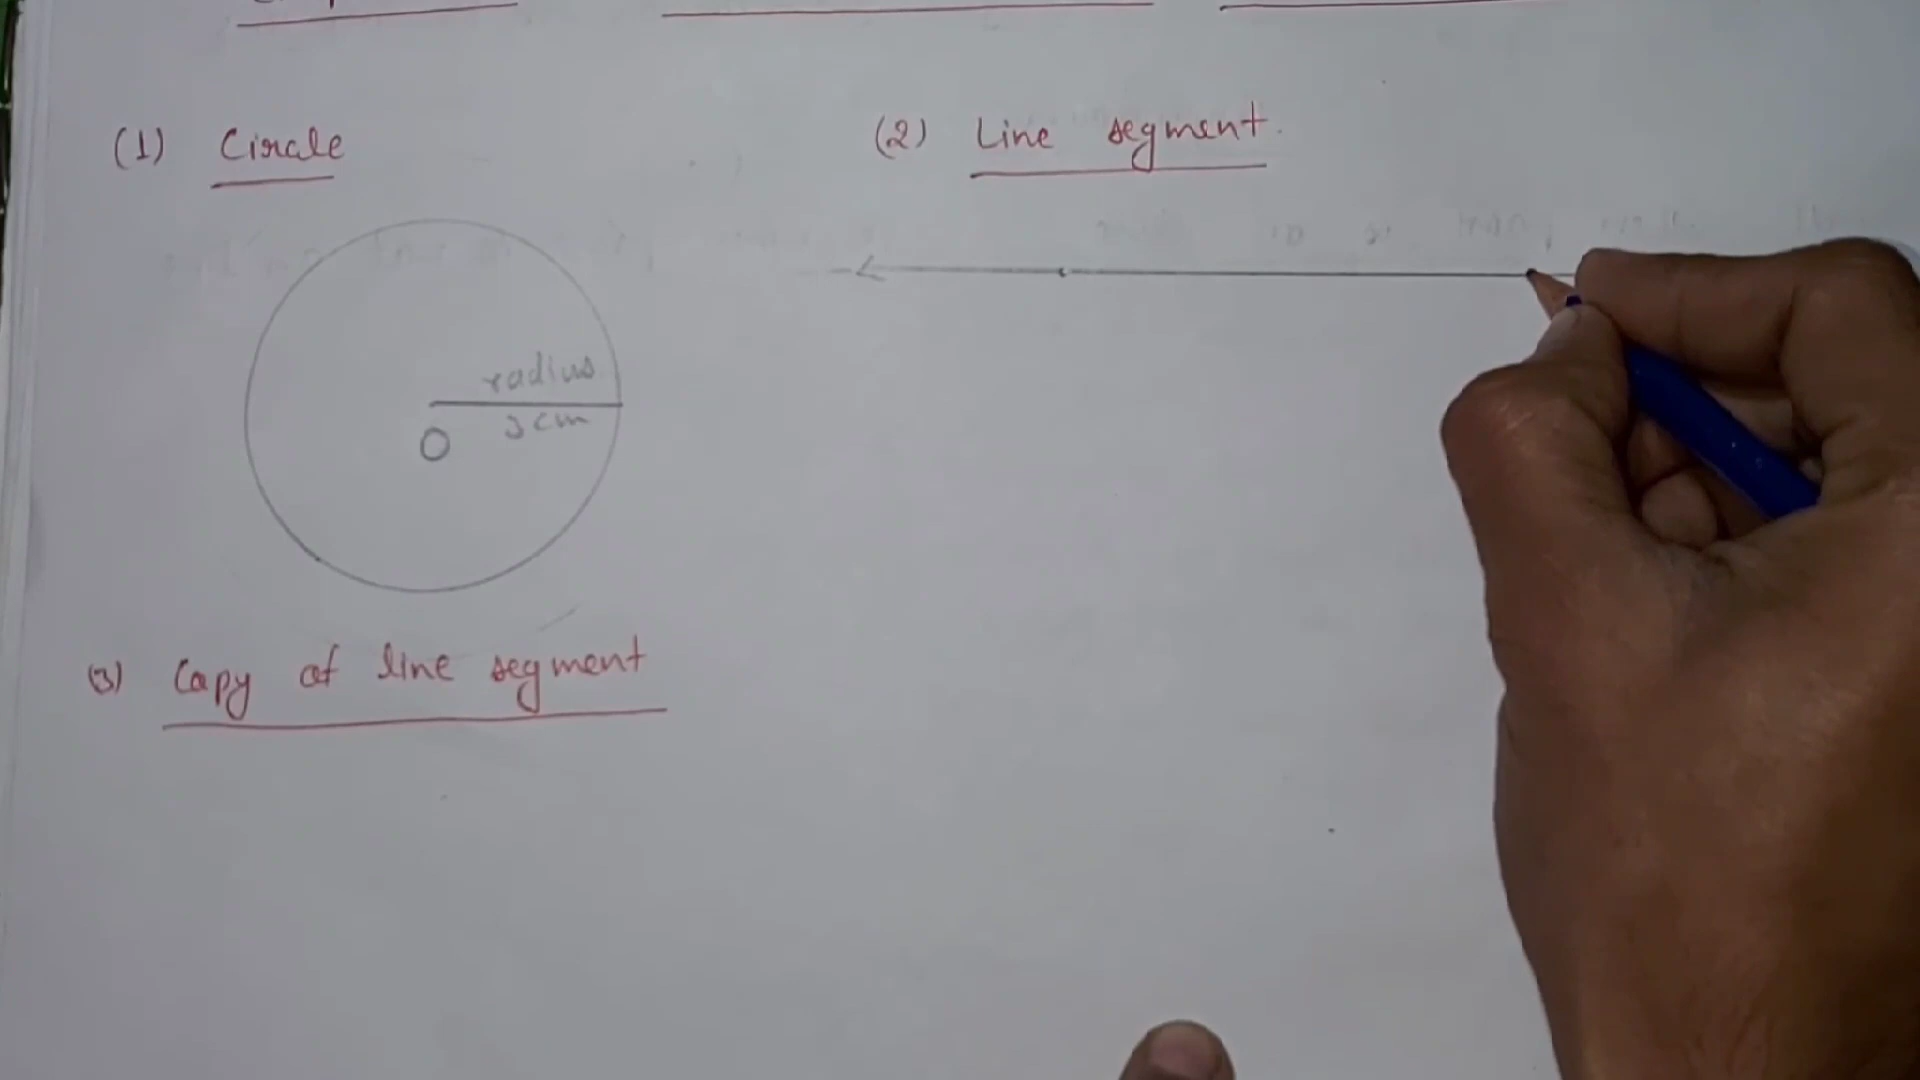 (1) Circle
(2) Line segment.
radius
3cm
O
(3) Copy of line segment